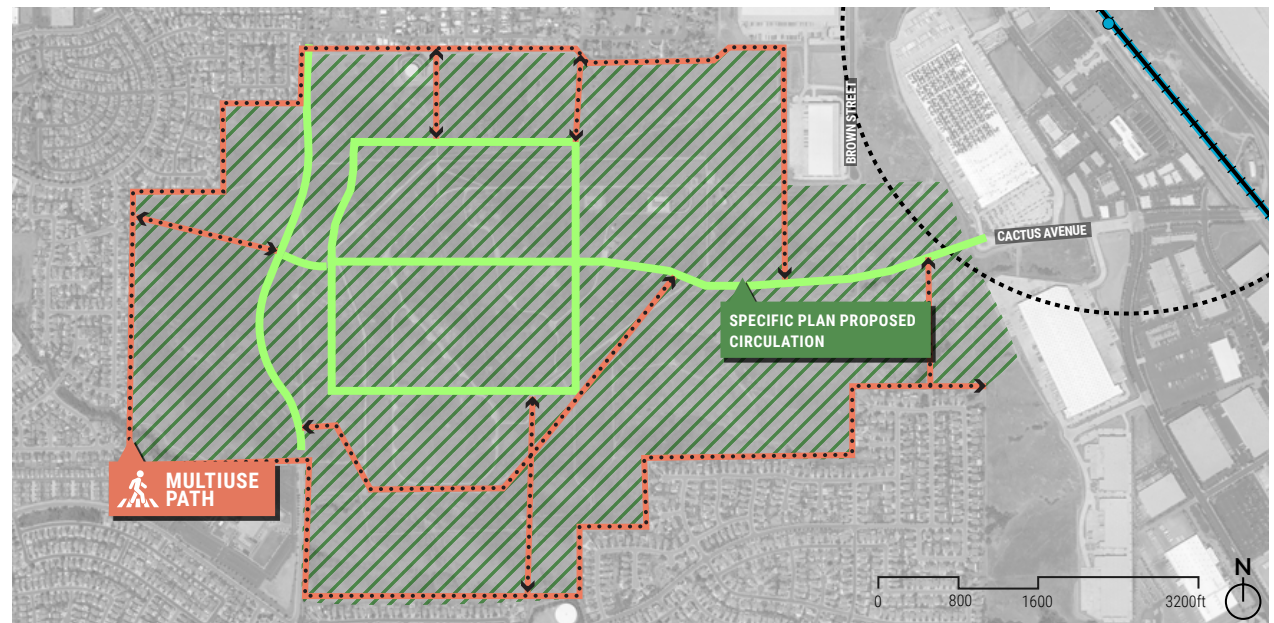 BROWN STREET
CACTUS AVENUE
SPECIFIC PLAN PROPOSED
CIRCULATION
MULTIUSE
PATH
N
0 800 1600 3200ft